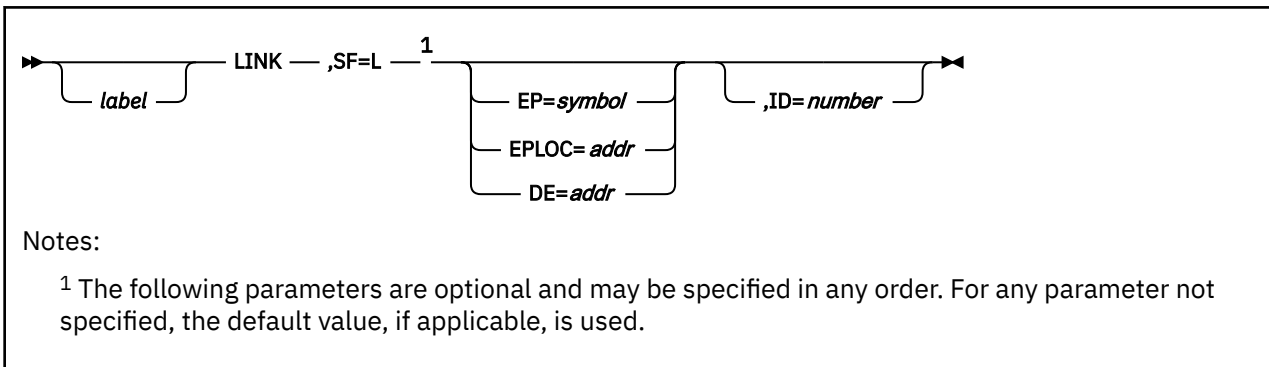 label LINK ,SF=L 1 EP=symbol ,ID=number
EPLOC=addr
DE=addr
Notes:
1 The following parameters are optional and may be specified in any order. For any parameter not
specified, the default value, if applicable, is used.